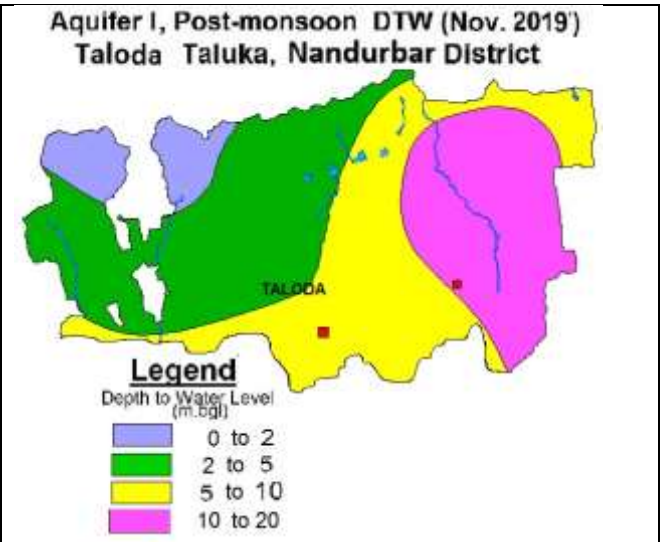 Aquifer I, Post-monsoon DTW (Nov. 2019')
Taloda Taluka, Nandurbar District
TALODA
Legend
Depth to Water Level
(m.bgl)
0 to 2
2 to 5
5 to 10
10 to 20